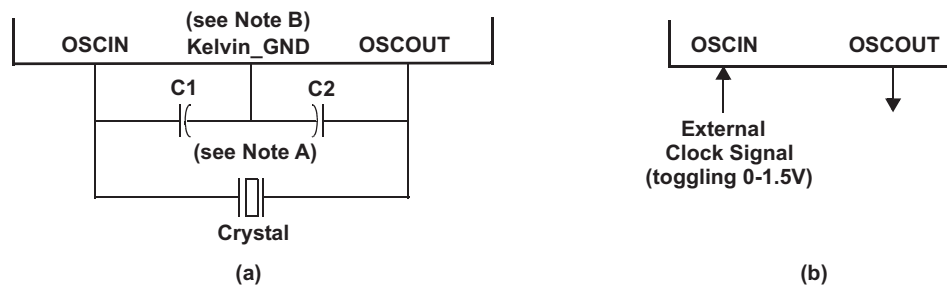 (see Note B)
OSCIN Kelvin_GND OSCOUT
C1 C2
(see Note A)
Crystal
(a)
OSCIN OSCOUT
External
Clock Signal
(toggling 0-1.5V)
(b)